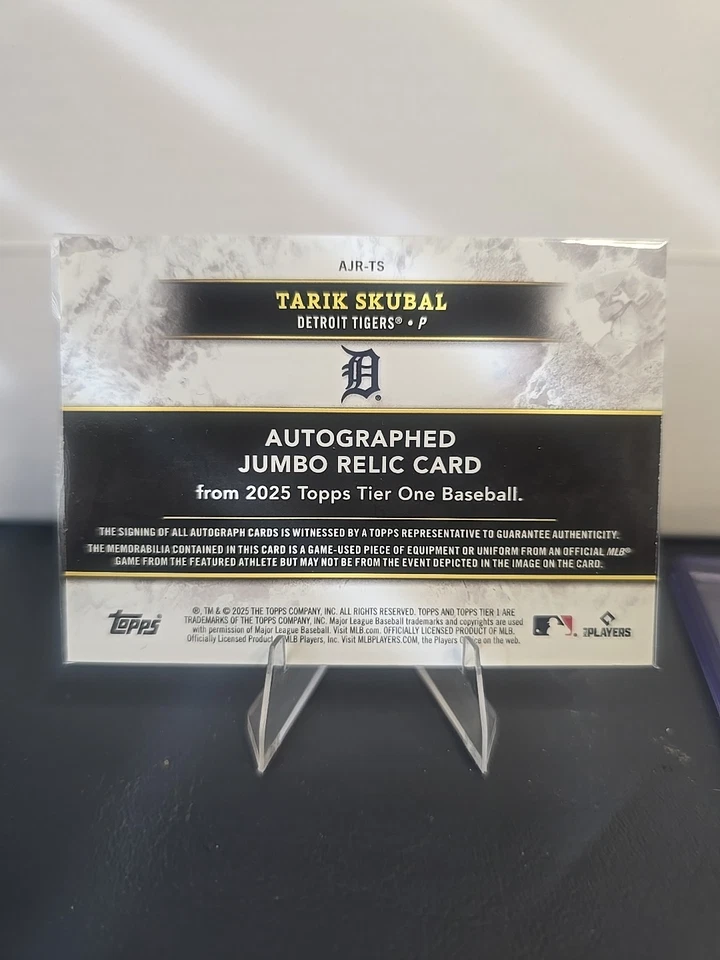 AJR-TS
TARIK SKUBAL
DETROIT TIGERS® • P
D
AUTOGRAPHED
JUMBO RELIC CARD
from 2025 Topps Tier One Baseball.
THE SIGNING OF ALL AUTOGRAPH CARDS IS WITNESSED BY A TOPPS REPRESENTATIVE TO GUARANTEE AUTHENTICITY.
THE MEMORABILIA CONTAINED IN THIS CARD IS A GAME-USED PIECE OF EQUIPMENT OR UNIFORM FROM AN OFFICIAL MLB®
GAME FROM THE FEATURED ATHLETE BUT MAY NOT BE FROM THE EVENT DEPICTED IN THE IMAGE ON THE CARD.
Topps
®, TM & © 2025 THE TOPPS COMPANY, INC. ALL RIGHTS RESERVED. TOPPS AND TOPPS TIER 1 ARE
TRADEMARKS OF THE TOPPS COMPANY, INC. Major League Baseball trademarks and copyrights are used
with permission of Major League Baseball. Visit MLB.com. OFFICIALLY LICENSED PRODUCT OF MLB.
Officially Licensed Product MLB Players, Inc. Visit MLBPLAYERS.COM, the Players on the web.
PLAYERS